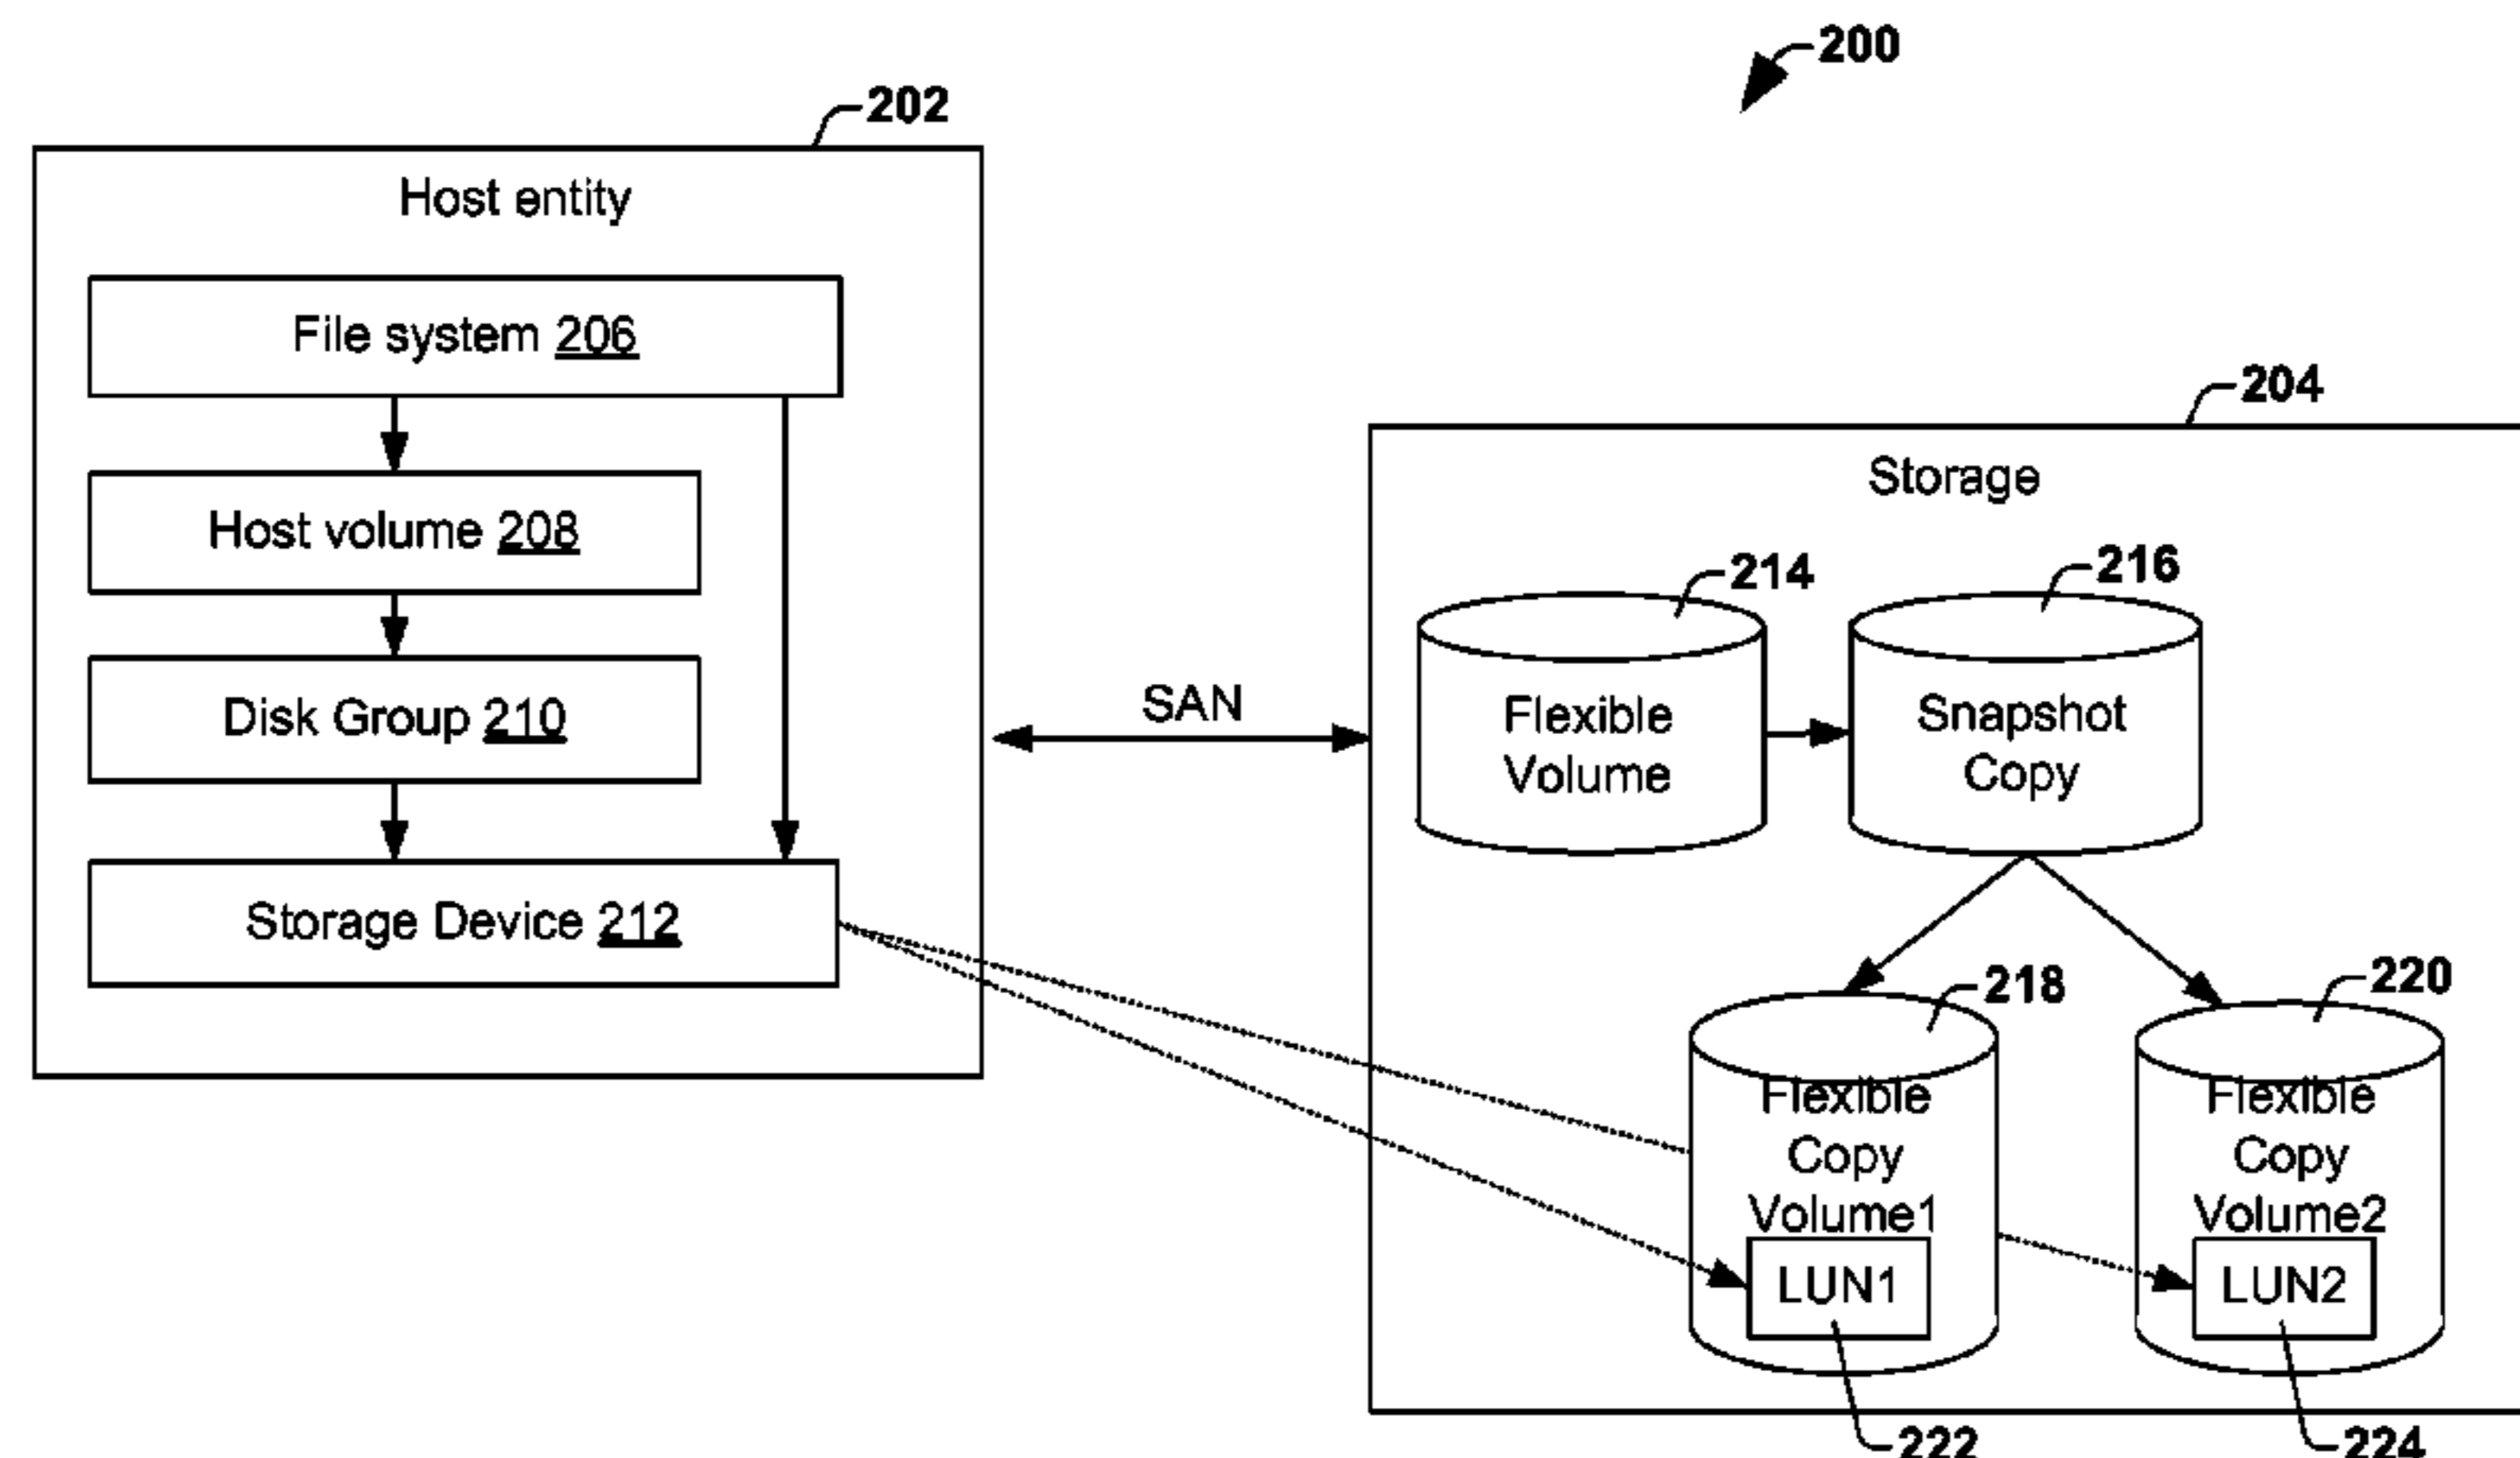 200
202
Host entity
File system 206
Host volume 208
Disk Group 210
Storage Device 212
SAN
204
Storage
214
216
Flexible
Volume
Snapshot
Copy
218
220
Flexible
Copy
Volume1
LUN1
Flexible
Copy
Volume2
LUN2
222
224